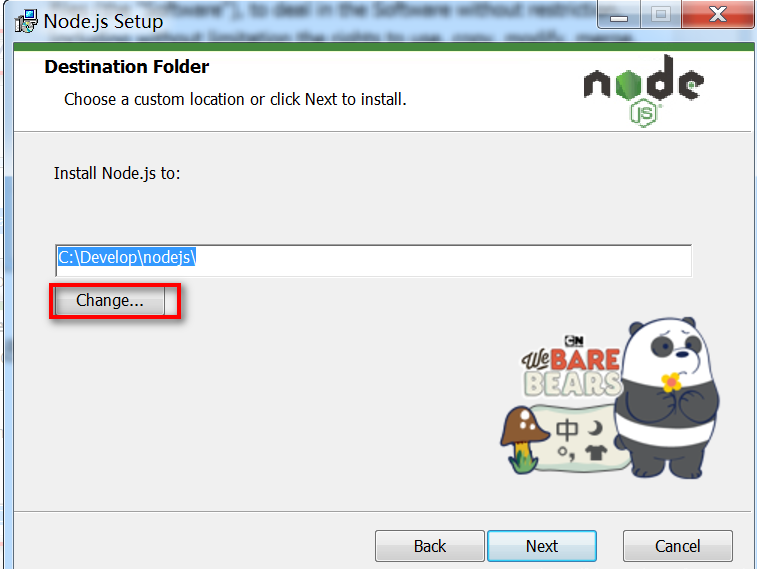 Node.js Setup
Destination Folder
Choose a custom location or click Next to install.
node
JS
Install Node.js to:
C:\Develop\nodejs\
Change...
CN
We BARE
BEARS
中
Back
Next
Cancel